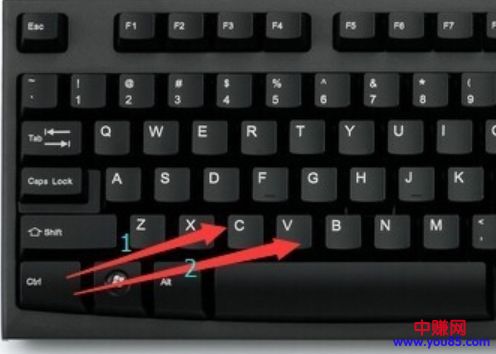 Esc F1 F2 F3 F4 F5 F6 F7
~ ! @ # $ % ^ & * (
` 1 2 3 4 5 6 7 8 9
Tab Q W E R T Y U I
Caps Lock A S D F G H J K
Shift Z X C V B N M <
,
1
2
Ctrl Alt
中赚网
www.you85.com